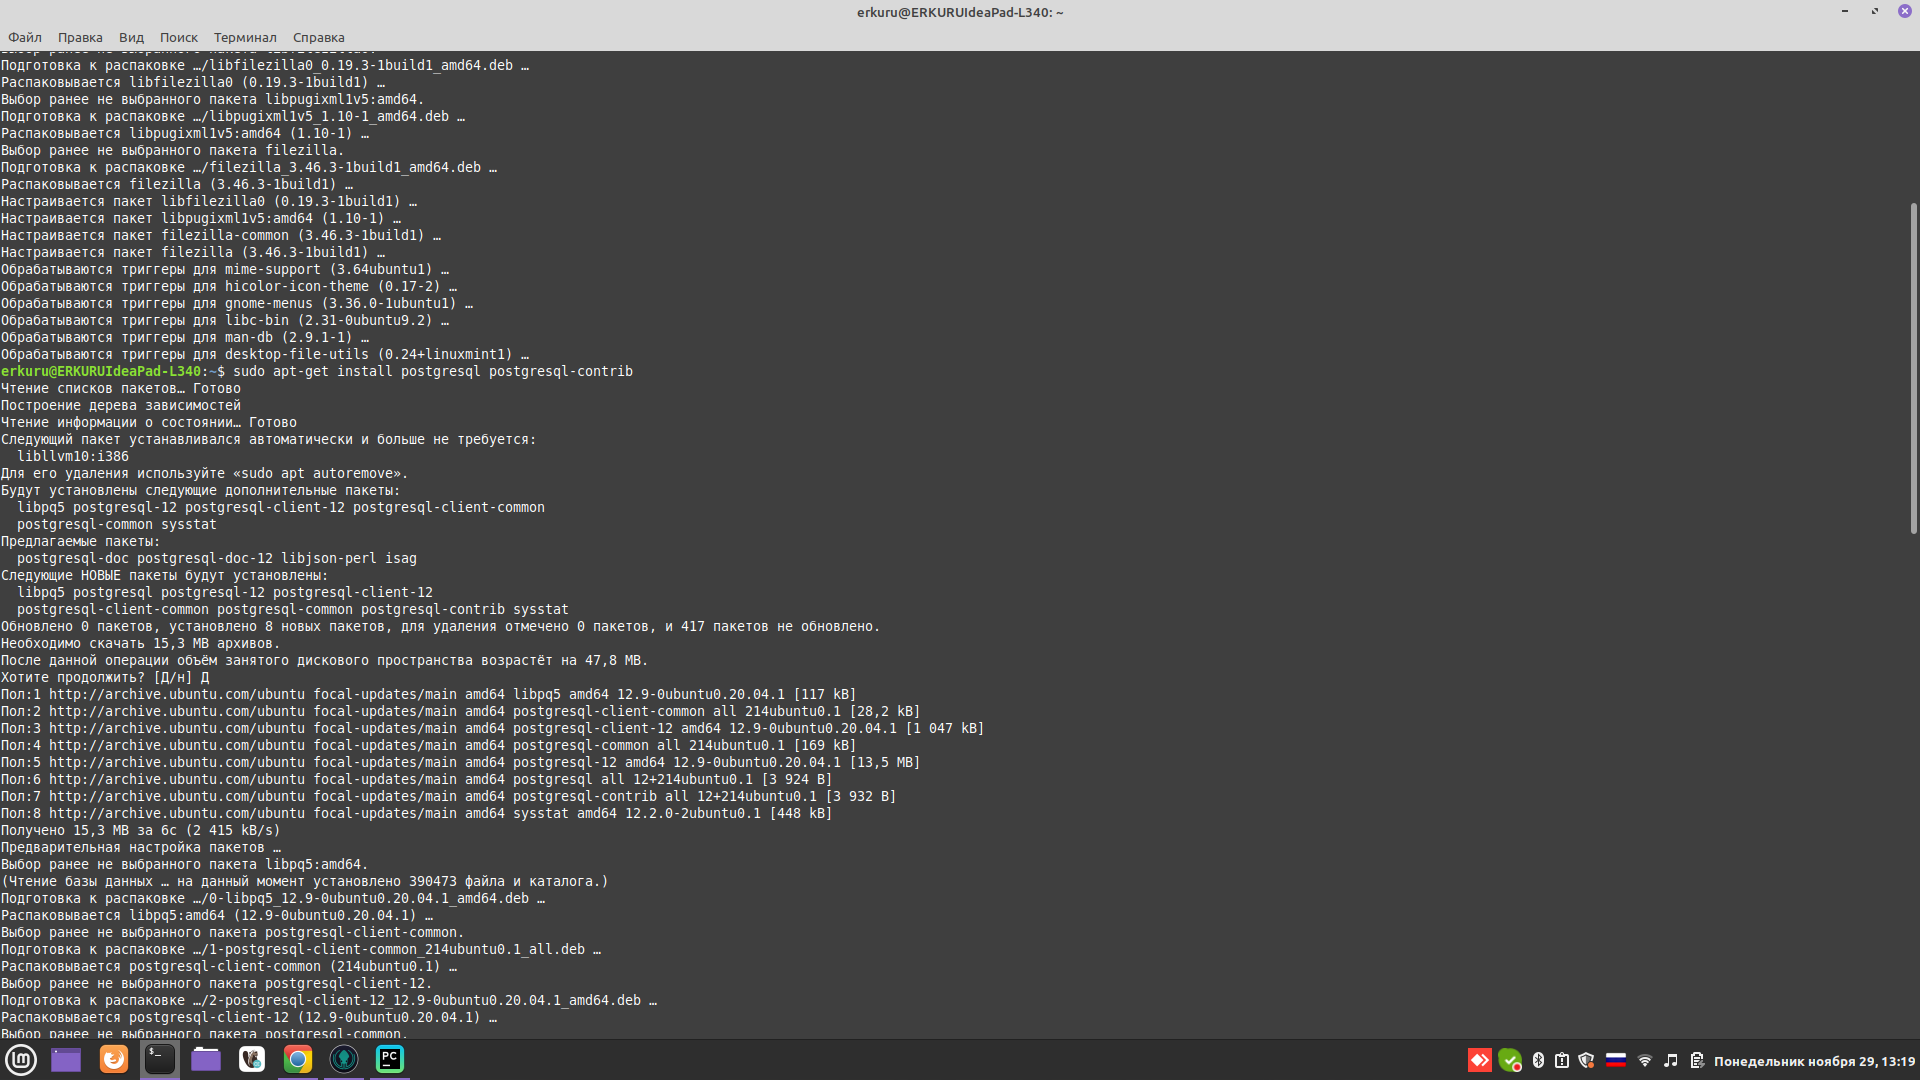 erkuru@ERKURUIdeaPad-L340: ~
Файл Правка Вид Поиск Терминал Справка
Подготовка к распаковке …/libfilezilla0_0.19.3-1build1_amd64.deb …
Распаковывается libfilezilla0 (0.19.3-1build1) …
Выбор ранее не выбранного пакета libpugixml1v5:amd64.
Подготовка к распаковке …/libpugixml1v5_1.10-1_amd64.deb …
Распаковывается libpugixml1v5:amd64 (1.10-1) …
Выбор ранее не выбранного пакета filezilla.
Подготовка к распаковке …/filezilla_3.46.3-1build1_amd64.deb …
Распаковывается filezilla (3.46.3-1build1) …
Настраивается пакет libfilezilla0 (0.19.3-1build1) …
Настраивается пакет libpugixml1v5:amd64 (1.10-1) …
Настраивается пакет filezilla-common (3.46.3-1build1) …
Настраивается пакет filezilla (3.46.3-1build1) …
Обрабатываются триггеры для mime-support (3.64ubuntu1) …
Обрабатываются триггеры для hicolor-icon-theme (0.17-2) …
Обрабатываются триггеры для gnome-menus (3.36.0-1ubuntu1) …
Обрабатываются триггеры для libc-bin (2.31-0ubuntu9.2) …
Обрабатываются триггеры для man-db (2.9.1-1) …
Обрабатываются триггеры для desktop-file-utils (0.24+linuxmint1) …
erkuru@ERKURUIdeaPad-L340:~$ sudo apt-get install postgresql postgresql-contrib
Чтение списков пакетов… Готово
Построение дерева зависимостей
Чтение информации о состоянии… Готово
Следующий пакет устанавливался автоматически и больше не требуется:
  libllvm10:i386
Для его удаления используйте «sudo apt autoremove».
Будут установлены следующие дополнительные пакеты:
  libpq5 postgresql-12 postgresql-client-12 postgresql-client-common
  postgresql-common sysstat
Предлагаемые пакеты:
  postgresql-doc postgresql-doc-12 libjson-perl isag
Следующие НОВЫЕ пакеты будут установлены:
  libpq5 postgresql postgresql-12 postgresql-client-12
  postgresql-client-common postgresql-common postgresql-contrib sysstat
Обновлено 0 пакетов, установлено 8 новых пакетов, для удаления отмечено 0 пакетов, и 417 пакетов не обновлено.
Необходимо скачать 15,3 MB архивов.
После данной операции объём занятого дискового пространства возрастёт на 47,8 MB.
Хотите продолжить? [Д/н] Д
Пол:1 http://archive.ubuntu.com/ubuntu focal-updates/main amd64 libpq5 amd64 12.9-0ubuntu0.20.04.1 [117 kB]
Пол:2 http://archive.ubuntu.com/ubuntu focal-updates/main amd64 postgresql-client-common all 214ubuntu0.1 [28,2 kB]
Пол:3 http://archive.ubuntu.com/ubuntu focal-updates/main amd64 postgresql-client-12 amd64 12.9-0ubuntu0.20.04.1 [1 047 kB]
Пол:4 http://archive.ubuntu.com/ubuntu focal-updates/main amd64 postgresql-common all 214ubuntu0.1 [169 kB]
Пол:5 http://archive.ubuntu.com/ubuntu focal-updates/main amd64 postgresql-12 amd64 12.9-0ubuntu0.20.04.1 [13,5 MB]
Пол:6 http://archive.ubuntu.com/ubuntu focal-updates/main amd64 postgresql all 12+214ubuntu0.1 [3 924 B]
Пол:7 http://archive.ubuntu.com/ubuntu focal-updates/main amd64 postgresql-contrib all 12+214ubuntu0.1 [3 932 B]
Пол:8 http://archive.ubuntu.com/ubuntu focal-updates/main amd64 sysstat amd64 12.2.0-2ubuntu0.1 [448 kB]
Получено 15,3 MB за 6с (2 415 kB/s)
Предварительная настройка пакетов …
Выбор ранее не выбранного пакета libpq5:amd64.
(Чтение базы данных … на данный момент установлено 390473 файла и каталога.)
Подготовка к распаковке …/0-libpq5_12.9-0ubuntu0.20.04.1_amd64.deb …
Распаковывается libpq5:amd64 (12.9-0ubuntu0.20.04.1) …
Выбор ранее не выбранного пакета postgresql-client-common.
Подготовка к распаковке …/1-postgresql-client-common_214ubuntu0.1_all.deb …
Распаковывается postgresql-client-common (214ubuntu0.1) …
Выбор ранее не выбранного пакета postgresql-client-12.
Подготовка к распаковке …/2-postgresql-client-12_12.9-0ubuntu0.20.04.1_amd64.deb …
Распаковывается postgresql-client-12 (12.9-0ubuntu0.20.04.1) …
Выбор ранее не выбранного пакета postgresql-common.
Понедельник ноября 29, 13:19